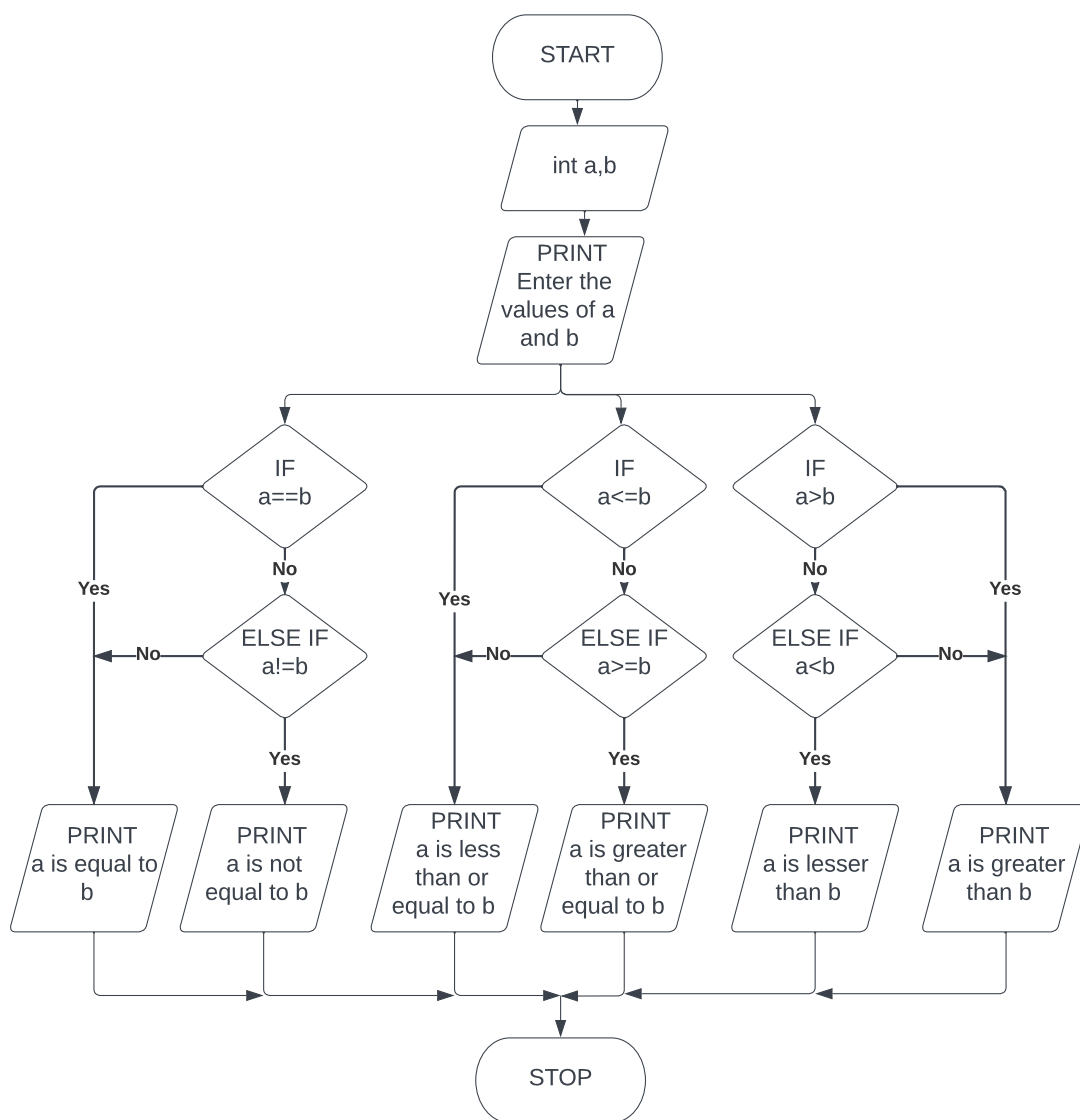 START
int a,b
PRINT
Enter the
values of a
and b
IF
a==b
IF
a<=b
IF
a>b
No
No
No
Yes
Yes
Yes
ELSE IF
a!=b
ELSE IF
a>=b
ELSE IF
a<b
No
No
No
Yes
Yes
Yes
PRINT
a is equal to
b
PRINT
a is not
equal to b
PRINT
a is less
than or
equal to b
PRINT
a is greater
than or
equal to b
PRINT
a is lesser
than b
PRINT
a is greater
than b
STOP